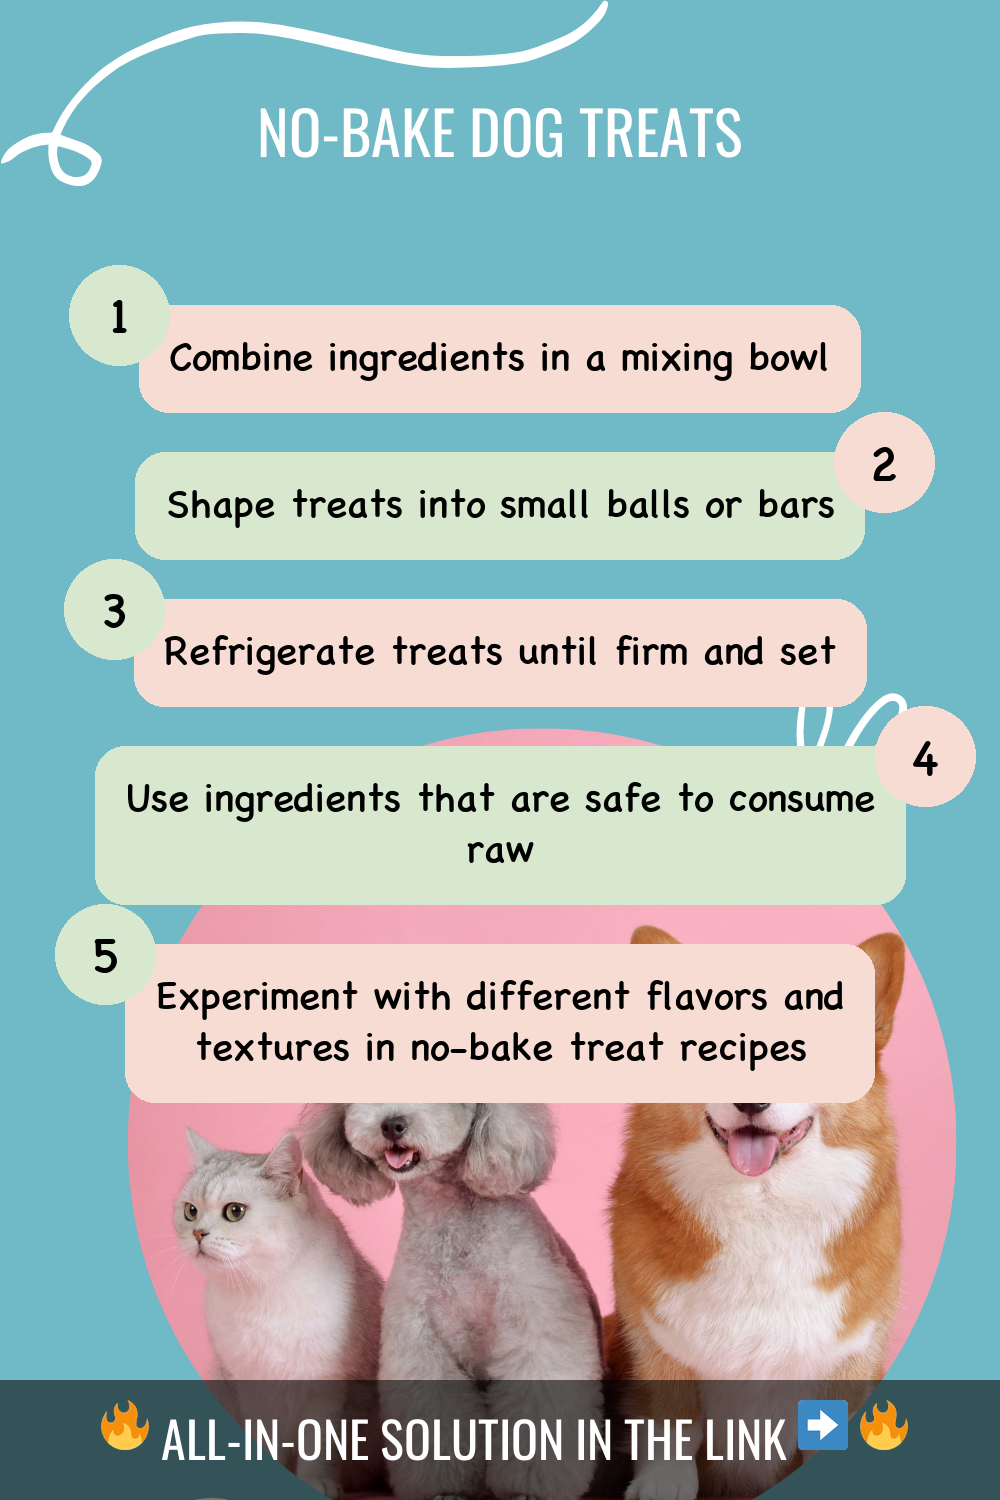 NO-BAKE DOG TREATS
1
Combine ingredients in a mixing bowl
2
Shape treats into small balls or bars
3
Refrigerate treats until firm and set
4
Use ingredients that are safe to consume
raw
5
Experiment with different flavors and
textures in no-bake treat recipes
🔥 ALL-IN-ONE SOLUTION IN THE LINK ➡️ 🔥